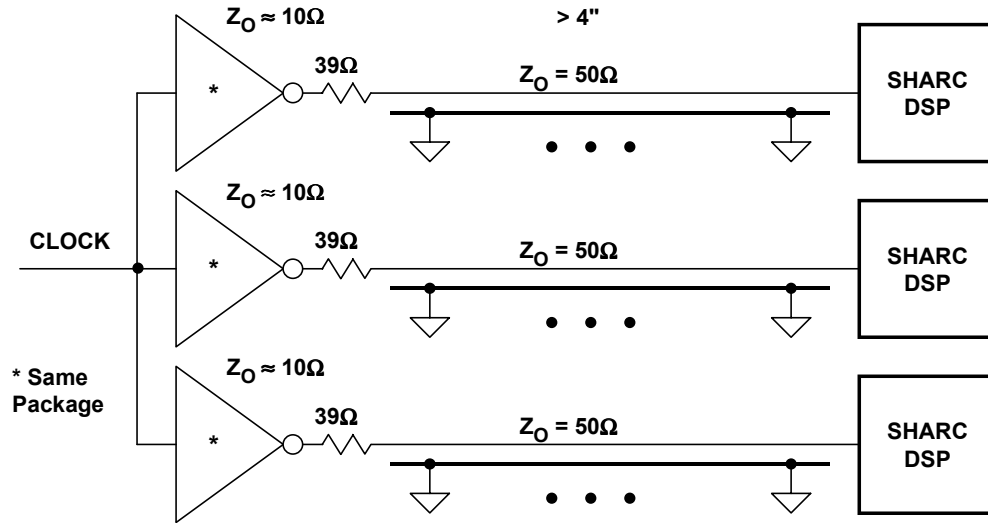 Z_O ≈ 10Ω
> 4"
39Ω
Z_O = 50Ω
SHARC
DSP
*
Z_O ≈ 10Ω
CLOCK
39Ω
Z_O = 50Ω
SHARC
DSP
*
Z_O ≈ 10Ω
* Same
Package
39Ω
Z_O = 50Ω
SHARC
DSP
*